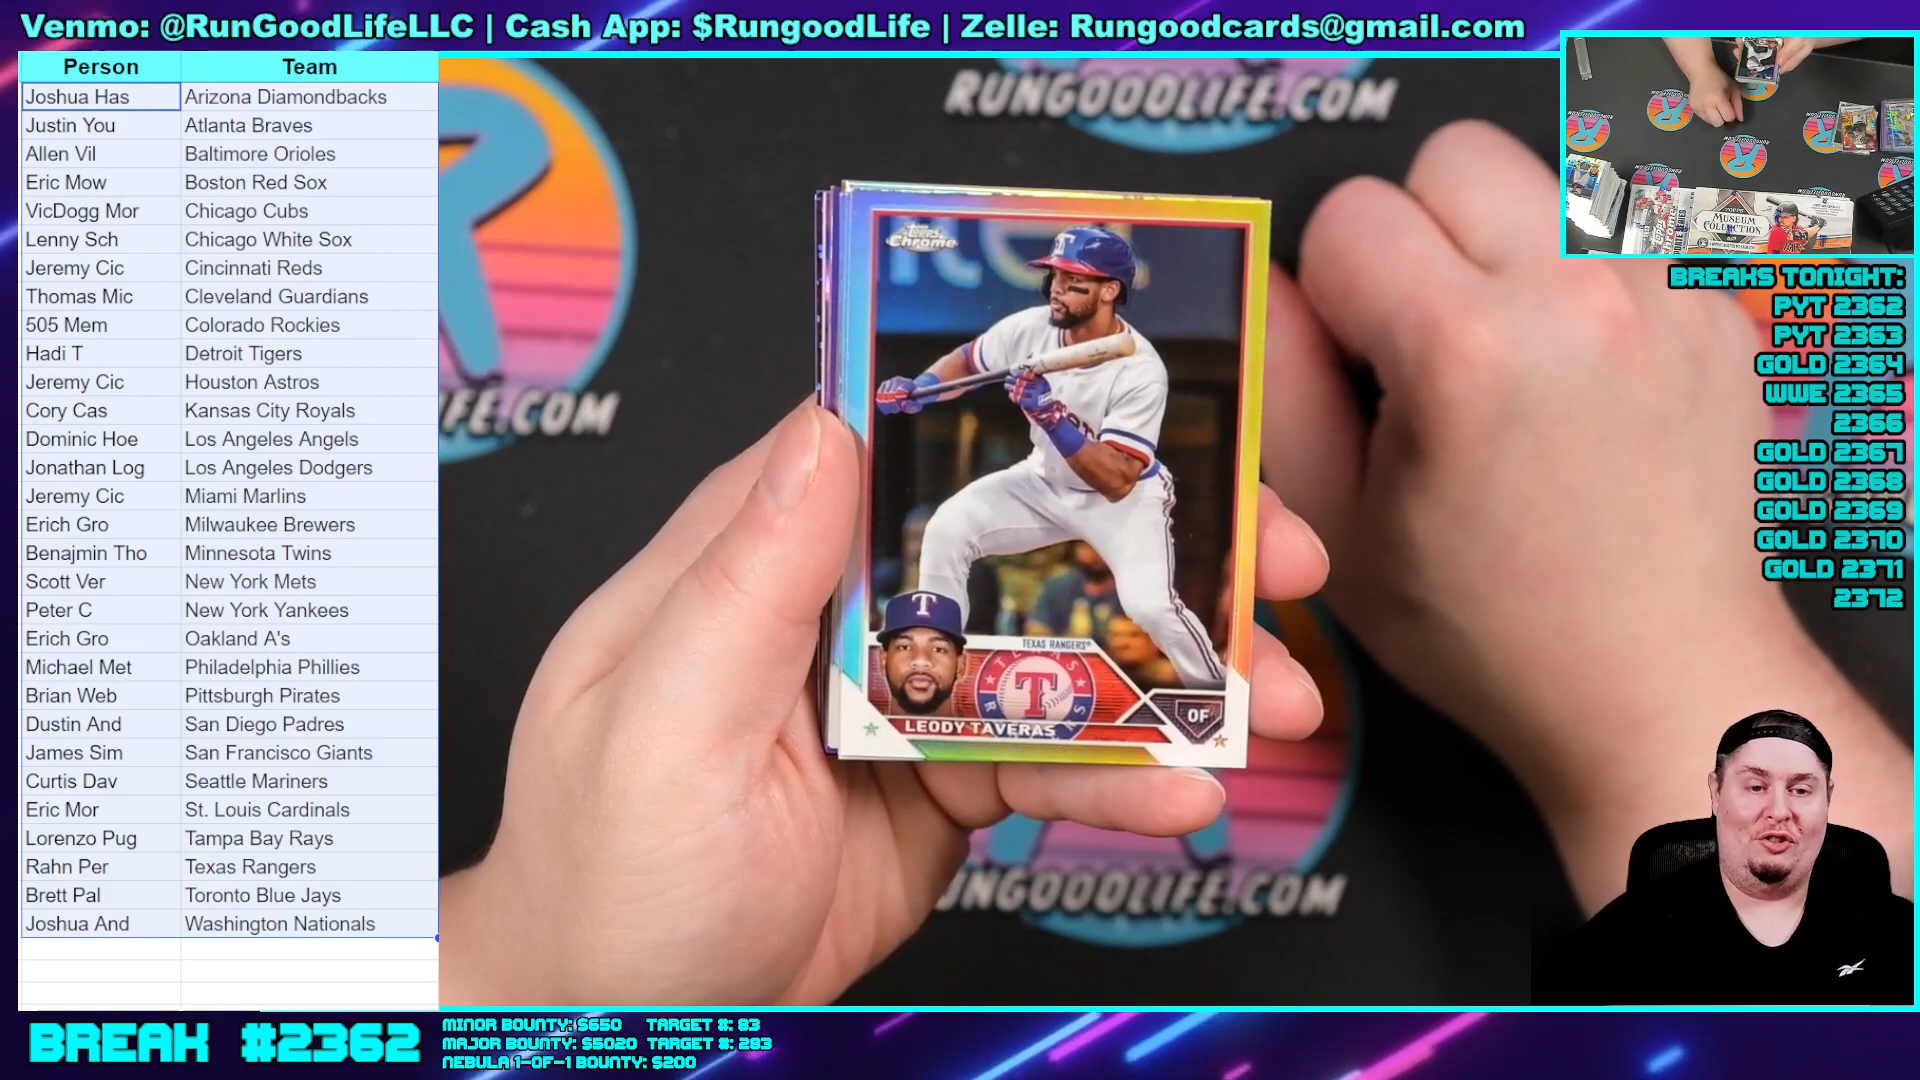 Venmo: @RunGoodLifeLLC | Cash App: $RungoodLife | Zelle: Rungoodcards@gmail.com
Person Team
Joshua Has Arizona Diamondbacks
Justin You Atlanta Braves
Allen Vil Baltimore Orioles
Eric Mow Boston Red Sox
VicDogg Mor Chicago Cubs
Lenny Sch Chicago White Sox
Jeremy Cic Cincinnati Reds
Thomas Mic Cleveland Guardians
505 Mem Colorado Rockies
Hadi T Detroit Tigers
Jeremy Cic Houston Astros
Cory Cas Kansas City Royals
Dominic Hoe Los Angeles Angels
Jonathan Log Los Angeles Dodgers
Jeremy Cic Miami Marlins
Erich Gro Milwaukee Brewers
Benajmin Tho Minnesota Twins
Scott Ver New York Mets
Peter C New York Yankees
Erich Gro Oakland A's
Michael Met Philadelphia Phillies
Brian Web Pittsburgh Pirates
Dustin And San Diego Padres
James Sim San Francisco Giants
Curtis Dav Seattle Mariners
Eric Mor St. Louis Cardinals
Lorenzo Pug Tampa Bay Rays
Rahn Per Texas Rangers
Brett Pal Toronto Blue Jays
Joshua And Washington Nationals
RUNGOODLIFE.COM
FE.COM
Topps
Chrome
TEXAS RANGERS
T
LEODY TAVERAS
OF
UNGOODLIFE.COM
MUSEUM
COLLECTION
BREAKS TONIGHT:
PYT 2362
PYT 2363
GOLD 2364
WWE 2365
2366
GOLD 2367
GOLD 2368
GOLD 2369
GOLD 2370
GOLD 2371
2372
BREAK #2362
MINOR BOUNTY: $650 TARGET #: 83
MAJOR BOUNTY: $5020 TARGET #: 283
NEBULA 1-OF-1 BOUNTY: $200